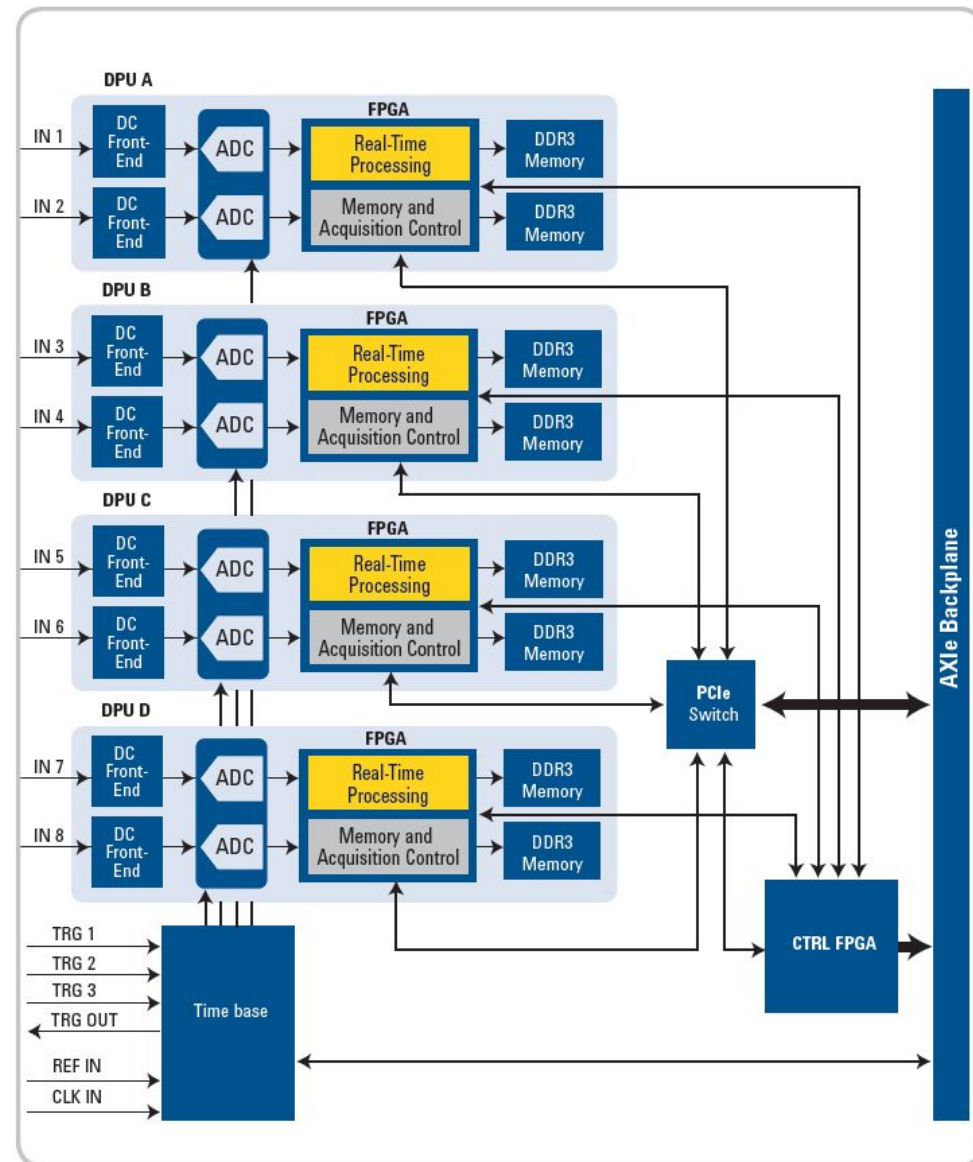 DPU A
FPGA
IN 1
DC
Front-
End
ADC
Real-Time
Processing
DDR3
Memory
IN 2
DC
Front-
End
ADC
Memory and
Acquisition Control
DDR3
Memory
DPU B
FPGA
IN 3
DC
Front-
End
ADC
Real-Time
Processing
DDR3
Memory
IN 4
DC
Front-
End
ADC
Memory and
Acquisition Control
DDR3
Memory
DPU C
FPGA
IN 5
DC
Front-
End
ADC
Real-Time
Processing
DDR3
Memory
IN 6
DC
Front-
End
ADC
Memory and
Acquisition Control
DDR3
Memory
DPU D
FPGA
IN 7
DC
Front-
End
ADC
Real-Time
Processing
DDR3
Memory
IN 8
DC
Front-
End
ADC
Memory and
Acquisition Control
DDR3
Memory
PCIe
Switch
AXIe Backplane
CTRL FPGA
TRG 1
TRG 2
TRG 3
TRG OUT
REF IN
CLK IN
Time base